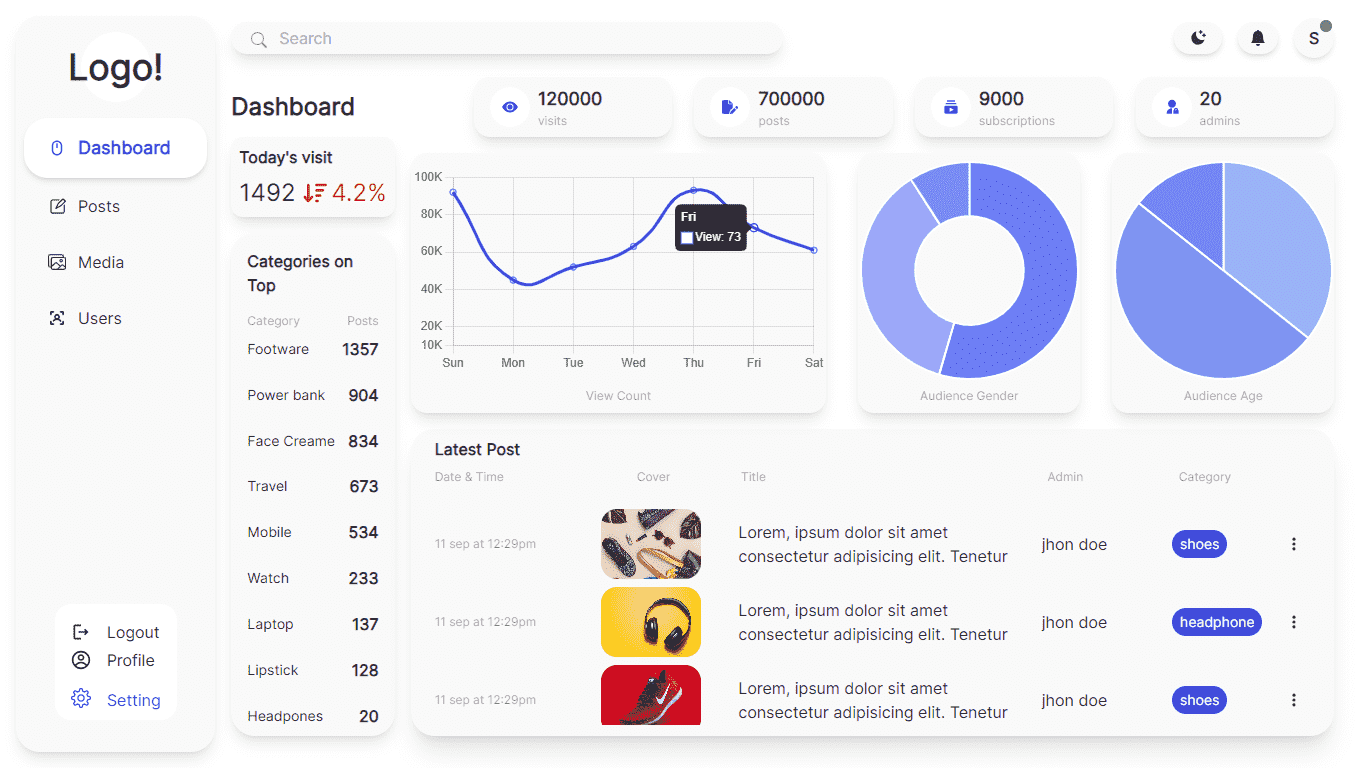 Logo!
Dashboard
Posts
Media
Users
Logout
Profile
Setting
Search
S
Dashboard
120000
visits
700000
posts
9000
subscriptions
20
admins
Today's visit
1492 4.2%
Categories on
Top
Category Posts
Footware 1357
Power bank 904
Face Creame 834
Travel 673
Mobile 534
Watch 233
Laptop 137
Lipstick 128
Headpones 20
100K
80K
60K
40K
20K
10K
Fri
View: 73
Sun Mon Tue Wed Thu Fri Sat
View Count
Audience Gender
Audience Age
Latest Post
Date & Time Cover Title Admin Category
11 sep at 12:29pm
Lorem, ipsum dolor sit amet
consectetur adipisicing elit. Tenetur
jhon doe
shoes
11 sep at 12:29pm
Lorem, ipsum dolor sit amet
consectetur adipisicing elit. Tenetur
jhon doe
headphone
11 sep at 12:29pm
Lorem, ipsum dolor sit amet
consectetur adipisicing elit. Tenetur
jhon doe
shoes